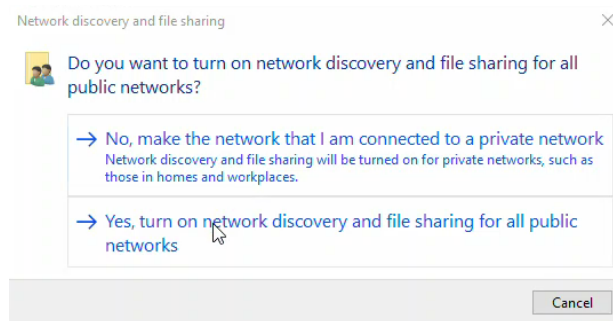 Network discovery and file sharing
Do you want to turn on network discovery and file sharing for all
public networks?
No, make the network that I am connected to a private network
Network discovery and file sharing will be turned on for private networks, such as
those in homes and workplaces.
Yes, turn on network discovery and file sharing for all public
networks
Cancel